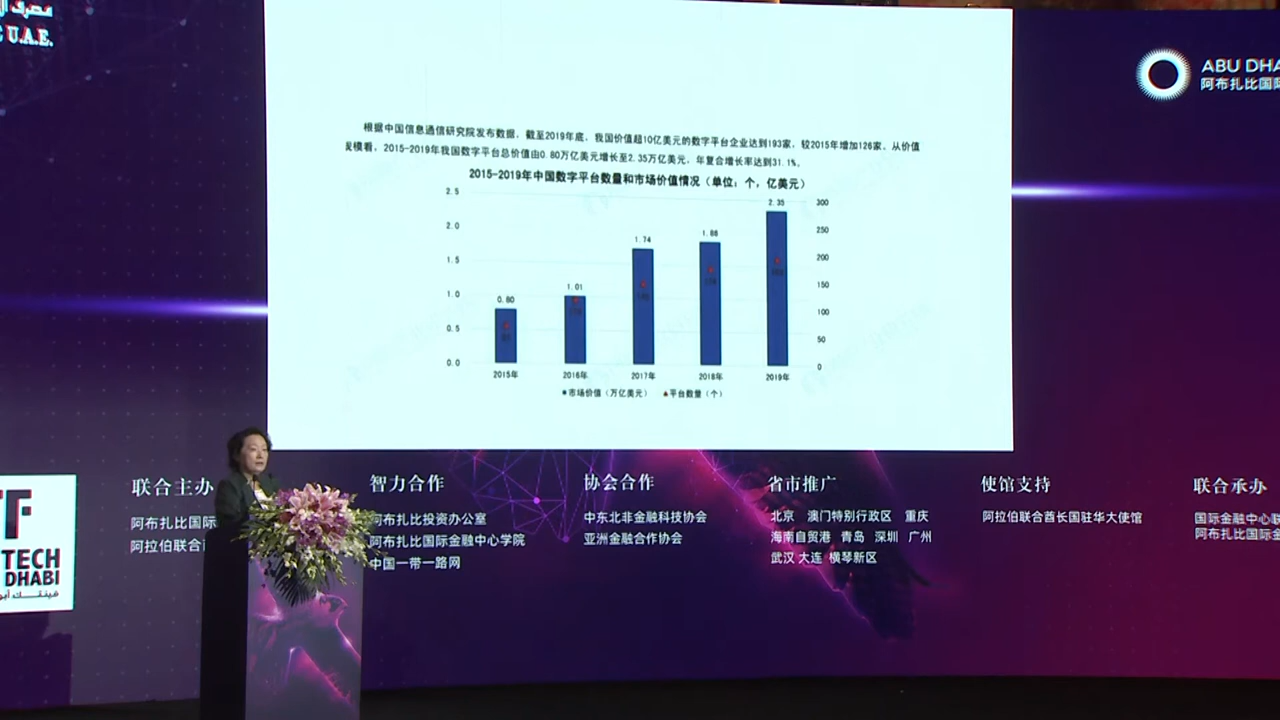 مصرف
U.A.E.
ABU DHA
阿布扎比国际
根据中国信息通信研究院发布数据，截至2019年底，我国价值超10亿美元的数字平台企业达到193家，较2015年增加126家。从价值
规模看，2015-2019年我国数字平台总价值由0.80万亿美元增长至2.35万亿美元，年复合增长率达到31.1%。
2015-2019年中国数字平台数量和市场价值情况（单位：个，亿美元）
2.5
2.0
1.5
1.0
0.5
0.0
0.80
1.01
1.74
1.88
2.35
300
250
200
150
100
50
0
2015年 2016年 2017年 2018年 2019年
市场价值（万亿美元） 平台数量（个）
TECH
DHABI
联合主办
阿布扎比国际
阿拉伯联合
智力合作
阿布扎比投资办公室
阿布扎比国际金融中心学院
中国一带一路网
协会合作
中东北非金融科技协会
亚洲金融合作协会
省市推广
北京 澳门特别行政区 重庆
海南自贸港 青岛 深圳 广州
武汉 大连 横琴新区
使馆支持
阿拉伯联合酋长国驻华大使馆
联合承办
国际金融中心
阿布扎比国际金